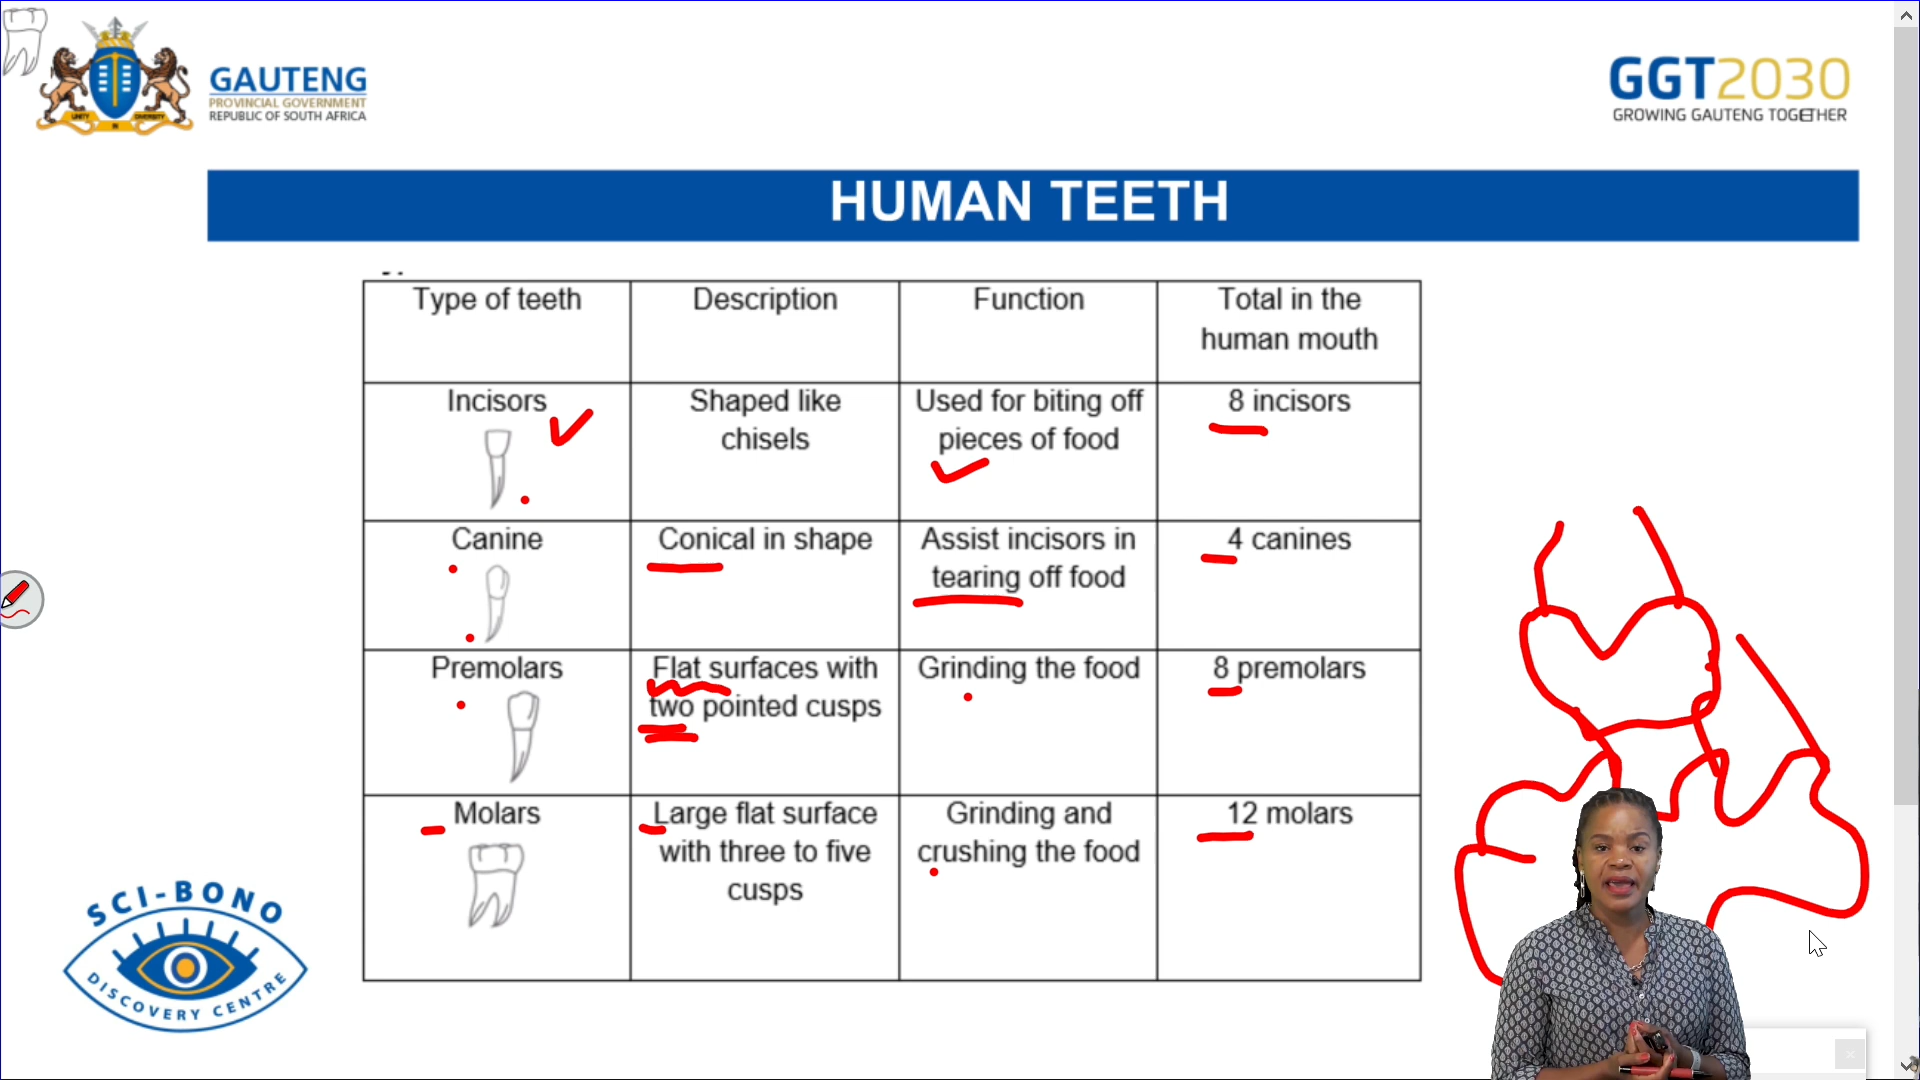 GAUTENG
PROVINCIAL GOVERNMENT
REPUBLIC OF SOUTH AFRICA
UNITY IN DIVERSITY
GGT2030
GROWING GAUTENG TOGETHER
HUMAN TEETH
Type of teeth
Description
Function
Total in the
human mouth
Incisors
Shaped like
chisels
Used for biting off
pieces of food
8 incisors
Canine
Conical in shape
Assist incisors in
tearing off food
4 canines
Premolars
Flat surfaces with
two pointed cusps
Grinding the food
8 premolars
Molars
Large flat surface
with three to five
cusps
Grinding and
crushing the food
12 molars
SCI-BONO
DISCOVERY CENTRE